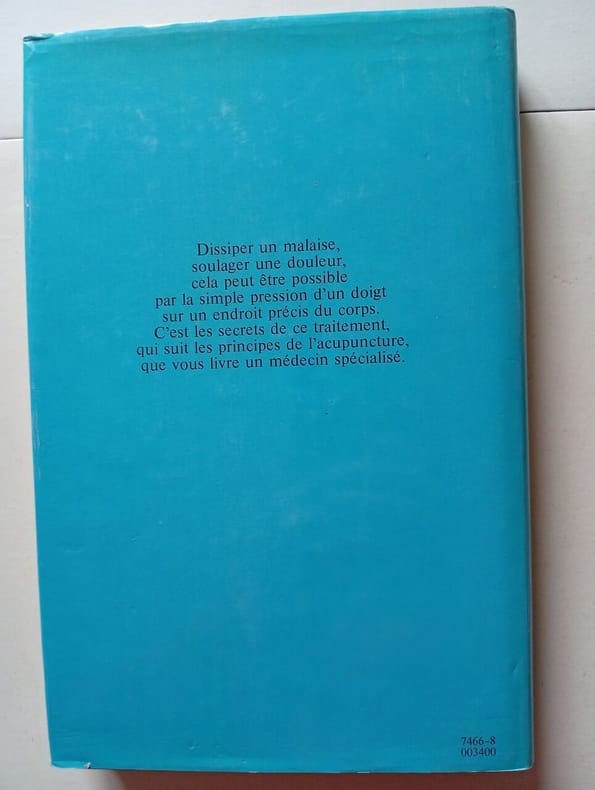 Dissiper un malaise,
soulager une douleur,
cela peut être possible
par la simple pression d'un doigt
sur un endroit précis du corps.
C'est les secrets de ce traitement,
qui suit les principes de l'acupuncture,
que vous livre un médecin spécialisé.
7466-8
003400